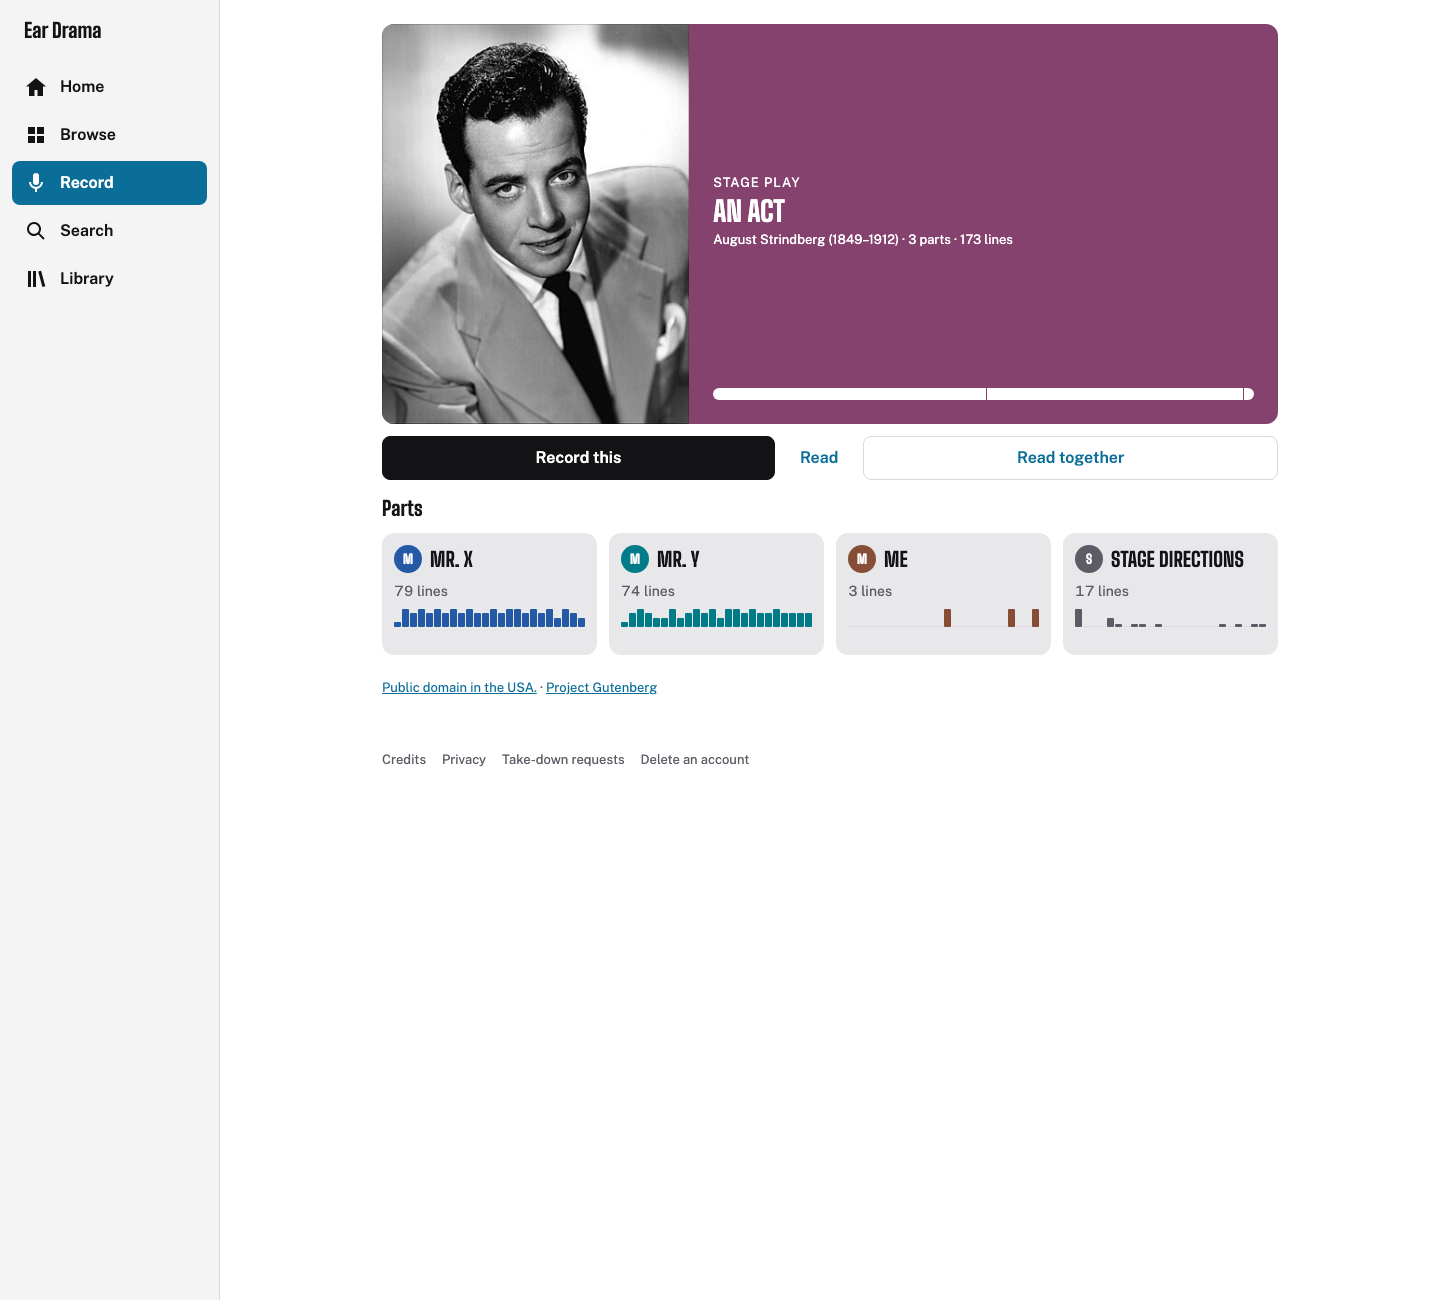 Ear Drama
Home
Browse
Record
Search
Library
STAGE PLAY
AN ACT
August Strindberg (1849–1912) · 3 parts · 173 lines
Record this
Read
Read together
Parts
M MR. X
79 lines
M MR. Y
74 lines
M ME
3 lines
S STAGE DIRECTIONS
17 lines
Public domain in the USA. · Project Gutenberg
Credits Privacy Take-down requests Delete an account